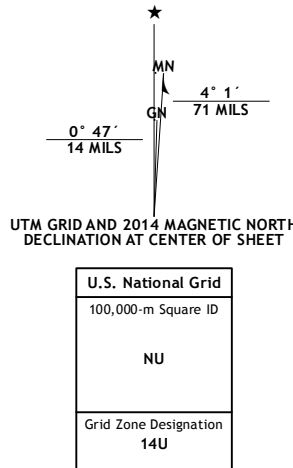 ★
MN
4° 1´
71 MILS
GN
0° 47´
14 MILS
UTM GRID AND 2014 MAGNETIC NORTH
DECLINATION AT CENTER OF SHEET
U.S. National Grid
100,000-m Square ID
NU
Grid Zone Designation
14U